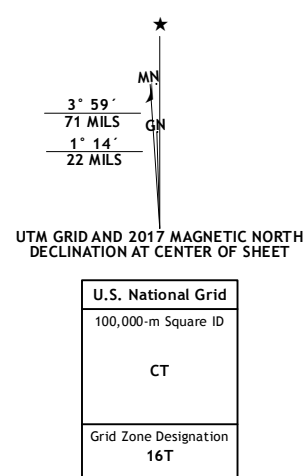 ★
MN
3° 59´
71 MILS
GN
1° 14´
22 MILS
UTM GRID AND 2017 MAGNETIC NORTH
DECLINATION AT CENTER OF SHEET
U.S. National Grid
100,000-m Square ID
CT
Grid Zone Designation
16T